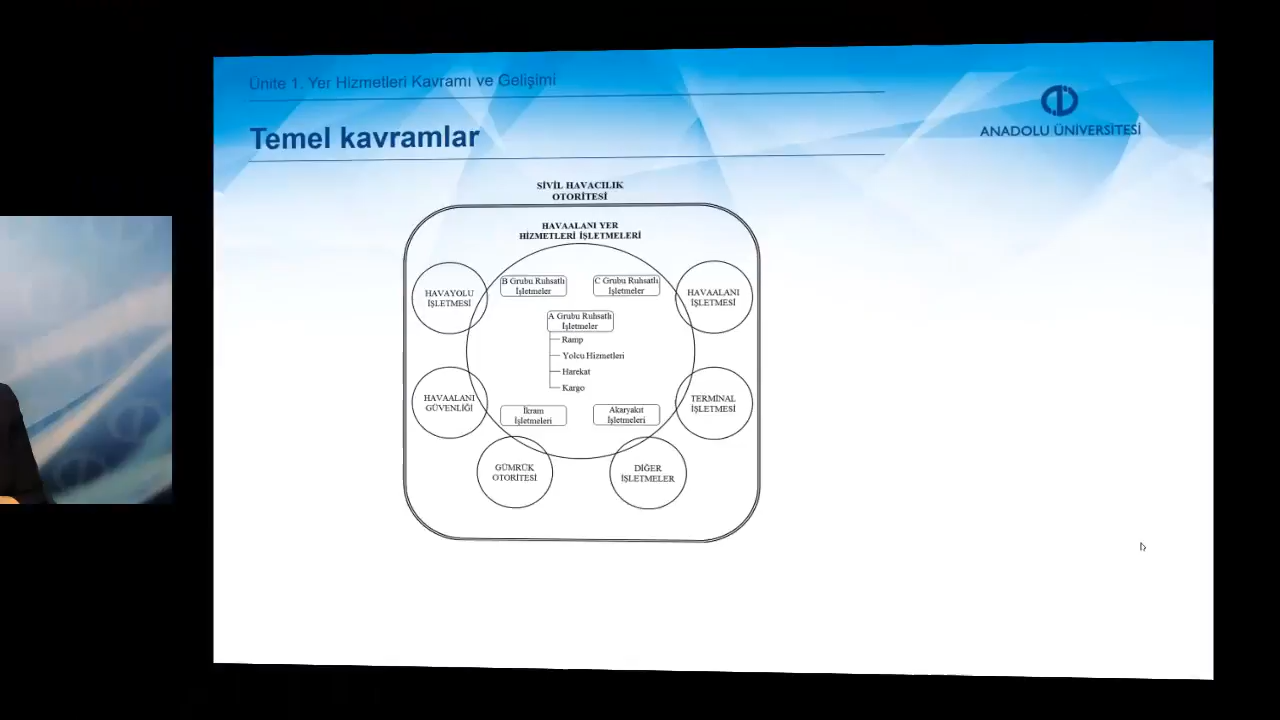 Ünite 1. Yer Hizmetleri Kavramı ve Gelişimi
Temel kavramlar
ANADOLU ÜNİVERSİTESİ
SİVİL HAVACILIK
OTORİTESİ
HAVAALANI YER
HİZMETLERİ İŞLETMELERİ
HAVAYOLU
İŞLETMESİ
B Grubu Ruhsatlı
İşletmeler
C Grubu Ruhsatlı
İşletmeler
HAVAALANI
İŞLETMESİ
A Grubu Ruhsatlı
İşletmeler
Ramp
Yolcu Hizmetleri
Harekat
Kargo
HAVAALANI
GÜVENLİĞİ
İkram
İşletmeleri
Akaryakıt
İşletmeleri
TERMİNAL
İŞLETMESİ
GÜMRÜK
OTORİTESİ
DİĞER
İŞLETMELER